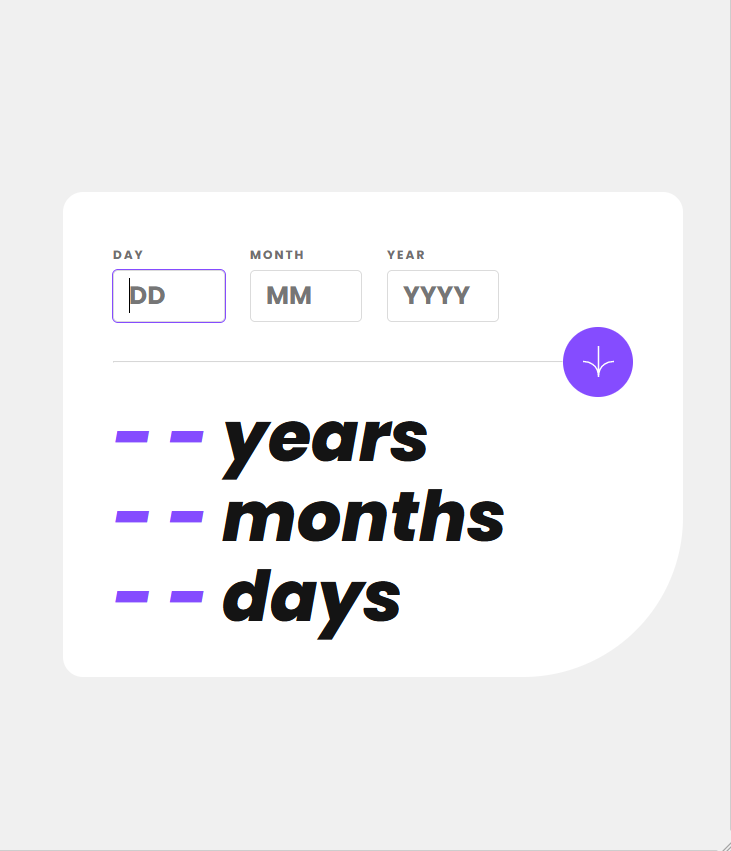 DAY MONTH YEAR
DD MM YYYY
-- years
-- months
-- days